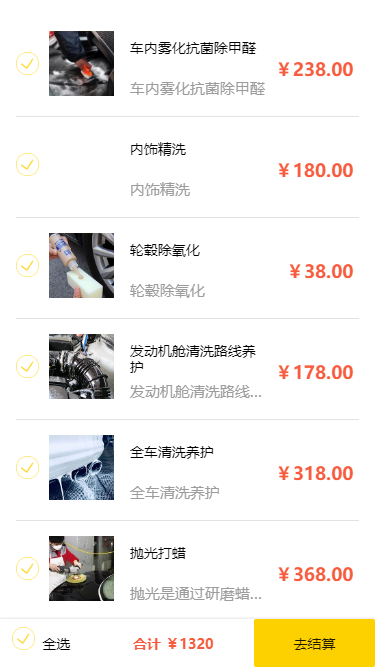 车内雾化抗菌除甲醛
车内雾化抗菌除甲醛
￥238.00
内饰精洗
内饰精洗
￥180.00
轮毂除氧化
轮毂除氧化
￥38.00
发动机舱清洗路线养
护
发动机舱清洗路线...
￥178.00
全车清洗养护
全车清洗养护
￥318.00
抛光打蜡
抛光是通过研磨蜡...
￥368.00
全选
合计 ￥1320
去结算